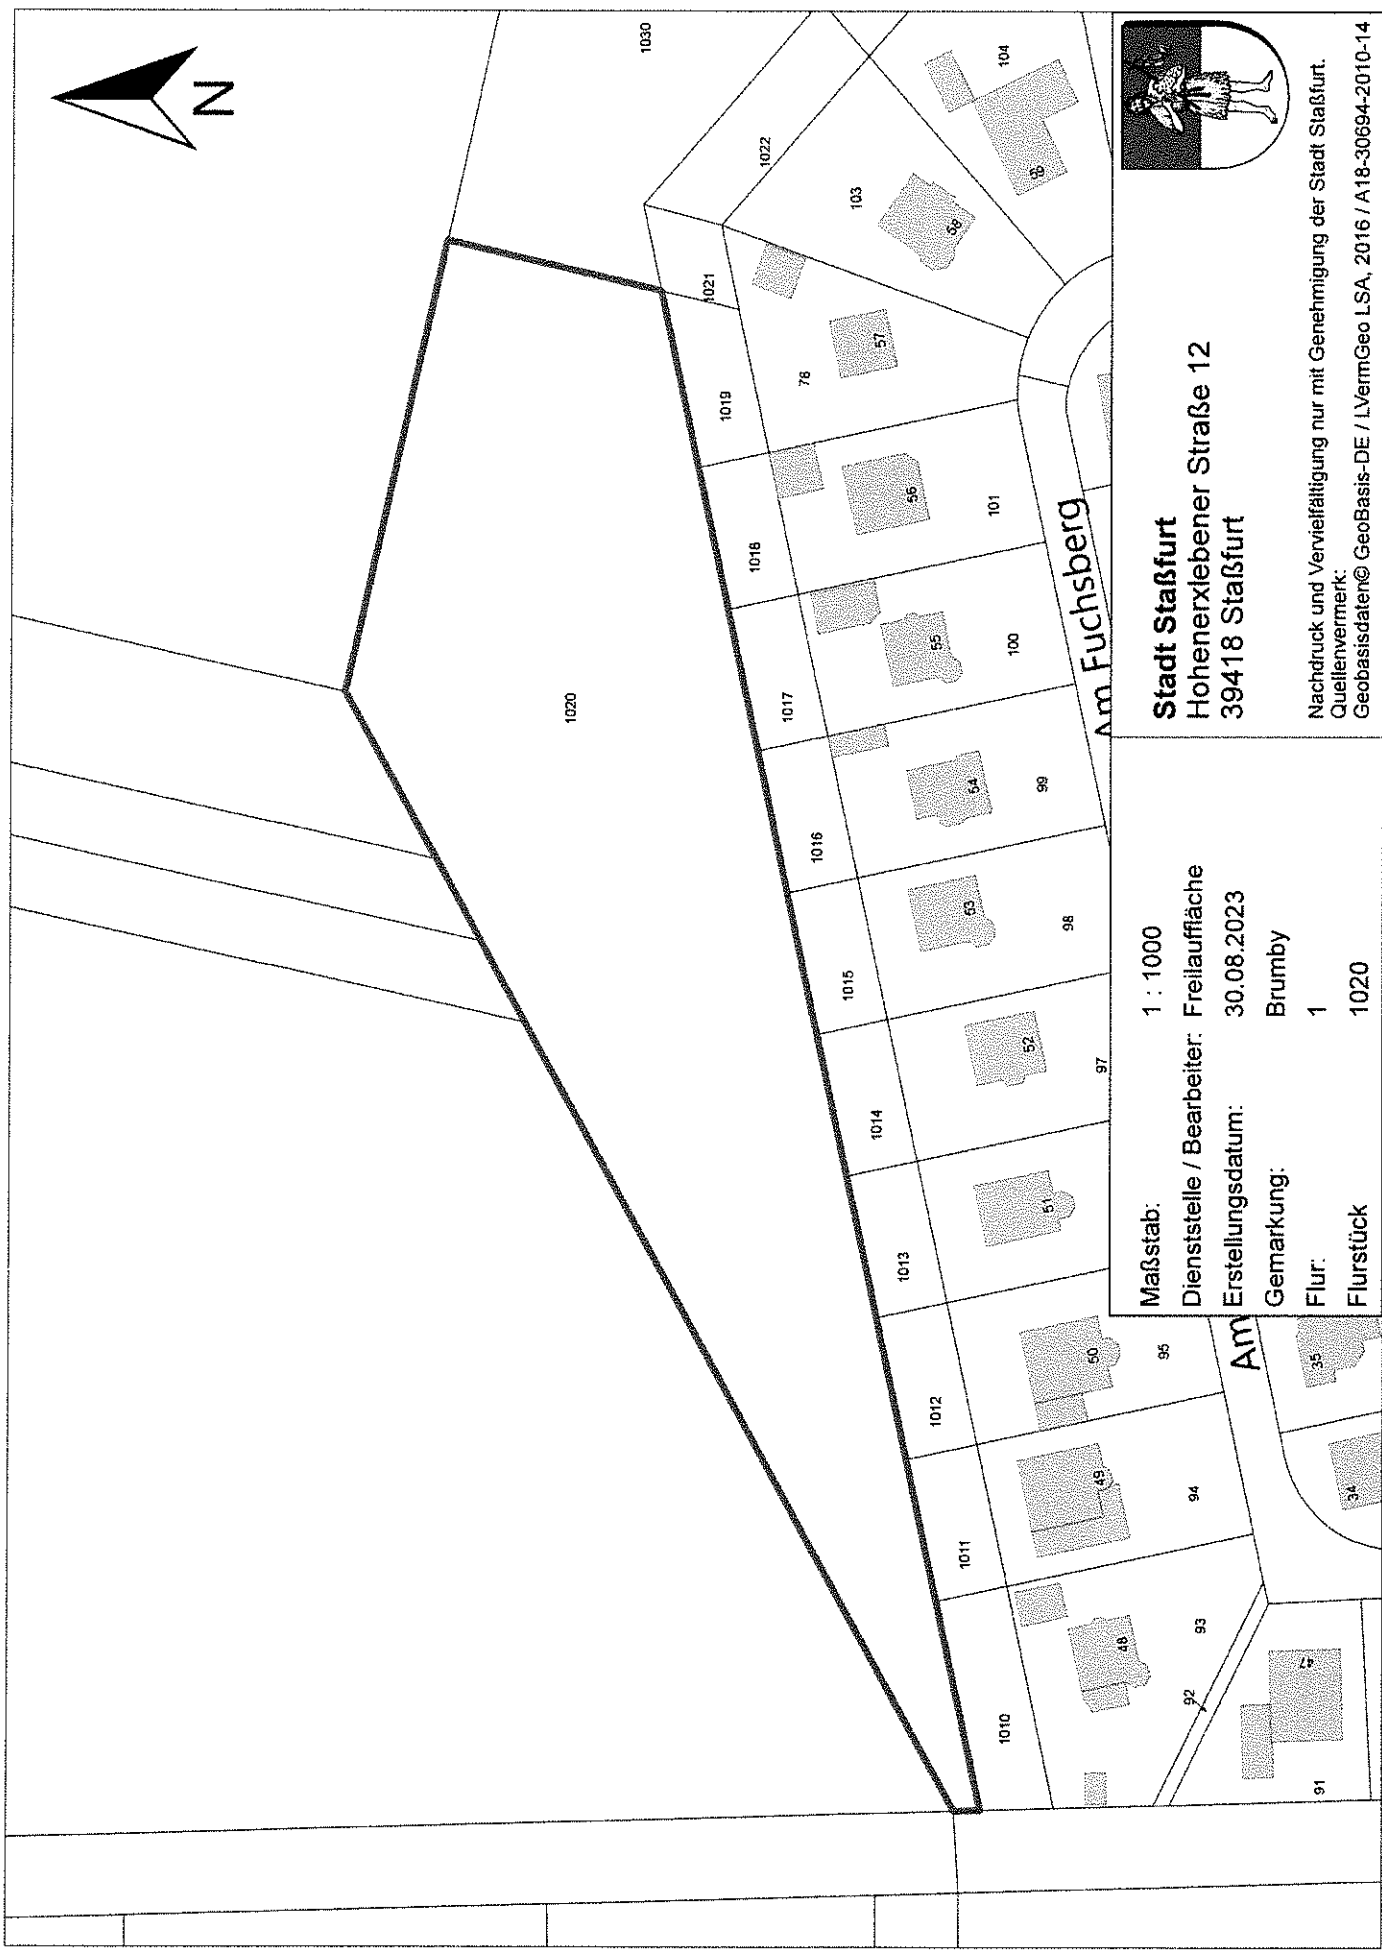 N
1030
1022
104
103
1021
58
57
76
1019
56
101
1018
55
100
1017
1020
54
99
1016
53
98
1015
52
97
1014
51
1013
50
95
1012
49
94
1011
48
93
92
1010
47
91
35
34
Am Fuchsberg
Am
Maßstab: 1 : 1000
Dienststelle / Bearbeiter: Freilauffläche
Erstellungsdatum: 30.08.2023
Gemarkung: Brumby
Flur: 1
Flurstück 1020
Stadt Staßfurt
Hohenerxlebener Straße 12
39418 Staßfurt
Nachdruck und Vervielfältigung nur mit Genehmigung der Stadt Staßfurt.
Quellenvermerk:
Geobasisdaten© GeoBasis-DE / LVermGeo LSA, 2016 / A18-30694-2010-14